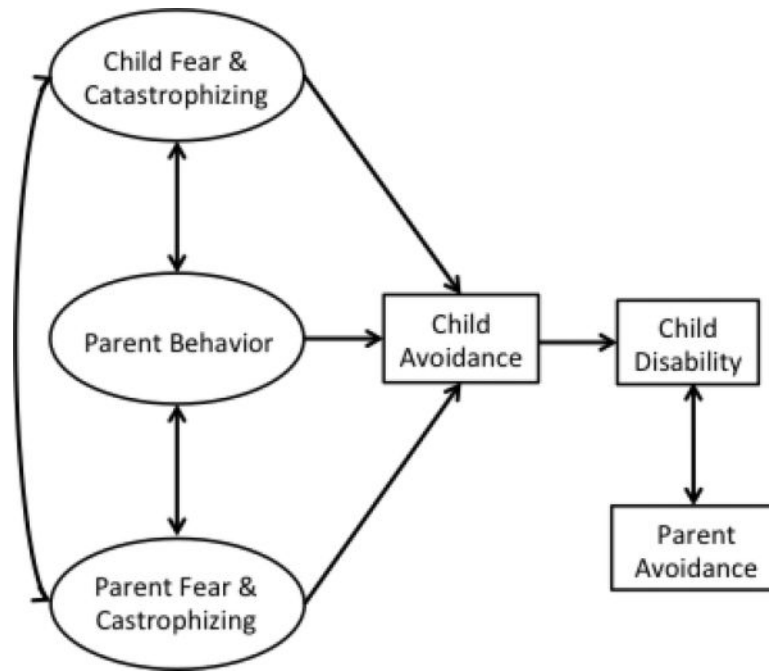 Child Fear &
Catastrophizing
Parent Behavior
Child
Avoidance
Child
Disability
Parent Fear &
Castrophizing
Parent
Avoidance